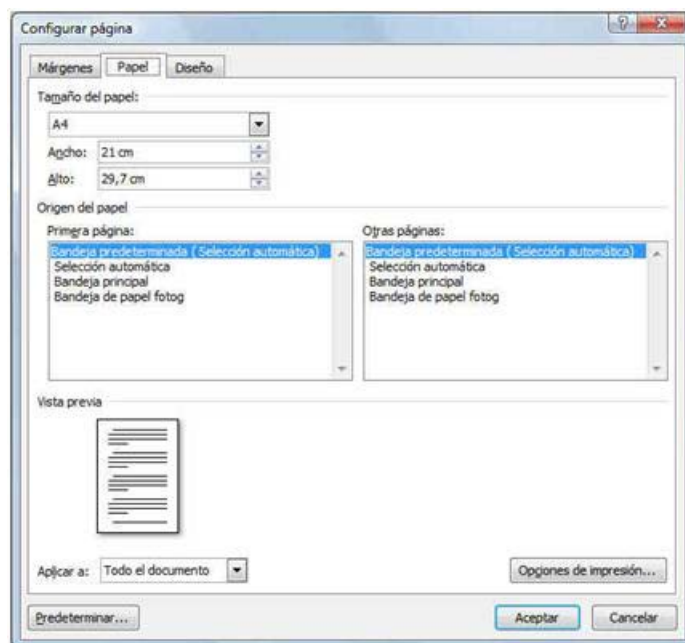 Configurar página
Márgenes Papel Diseño
Tamaño del papel:
A4
Ancho: 21 cm
Alto: 29,7 cm
Origen del papel
Primera página: Otras páginas:
Bandeja predeterminada (Selección automática) Bandeja predeterminada (Selección automática)
Selección automática Selección automática
Bandeja principal Bandeja principal
Bandeja de papel fotog Bandeja de papel fotog
Vista previa
Aplicar a: Todo el documento Opciones de impresión...
Predeterminar... Aceptar Cancelar